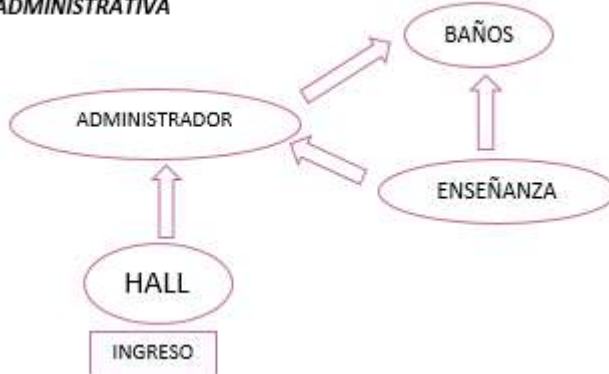 ADMINISTRATIVA
BAÑOS
ADMINISTRADOR
ENSEÑANZA
HALL
INGRESO